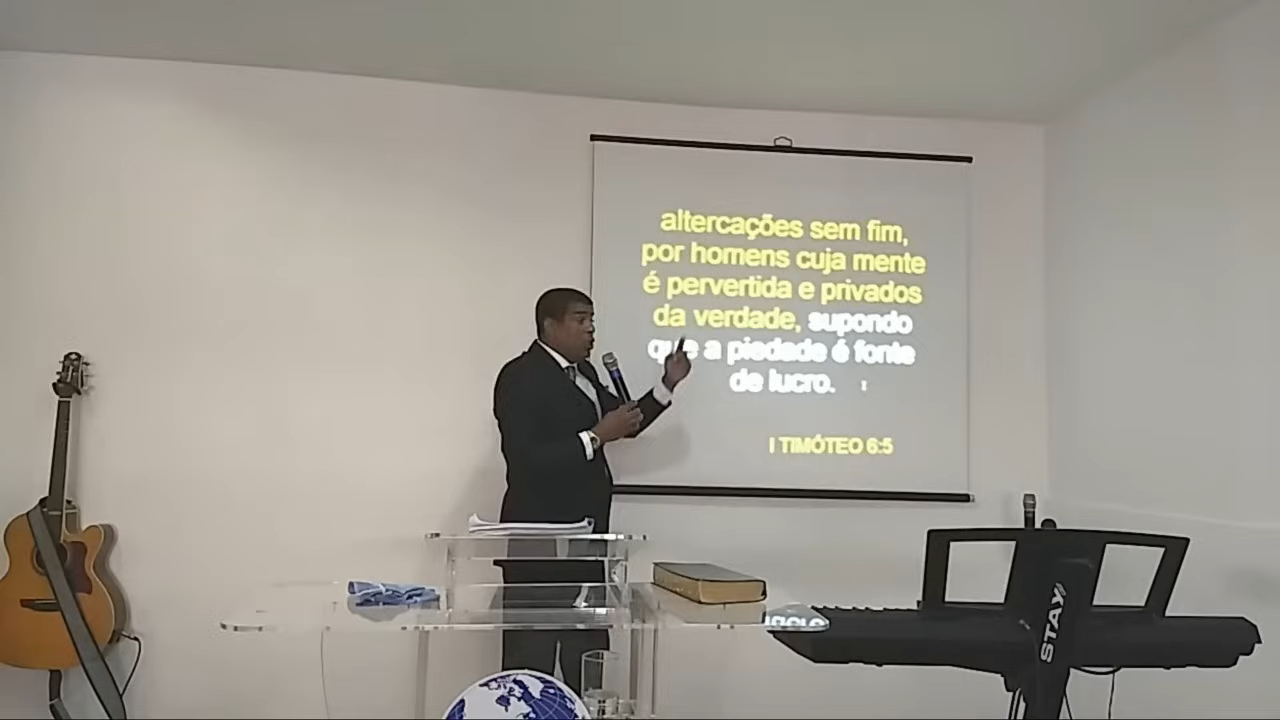 altercações sem fim,
por homens cuja mente
é pervertida e privados
da verdade, supondo
que a piedade é fonte
de lucro.
I TIMÓTEO 6:5
STAY